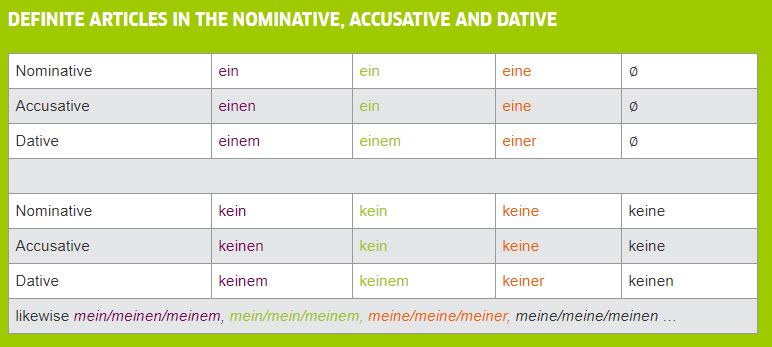 DEFINITE ARTICLES IN THE NOMINATIVE, ACCUSATIVE AND DATIVE
Nominative ein ein eine ø
Accusative einen ein eine ø
Dative einem einem einer ø
Nominative kein kein keine keine
Accusative keinen kein keine keine
Dative keinem keinem keiner keinen
likewise mein/meinen/meinem, mein/mein/meinem, meine/meine/meiner, meine/meine/meinen ...